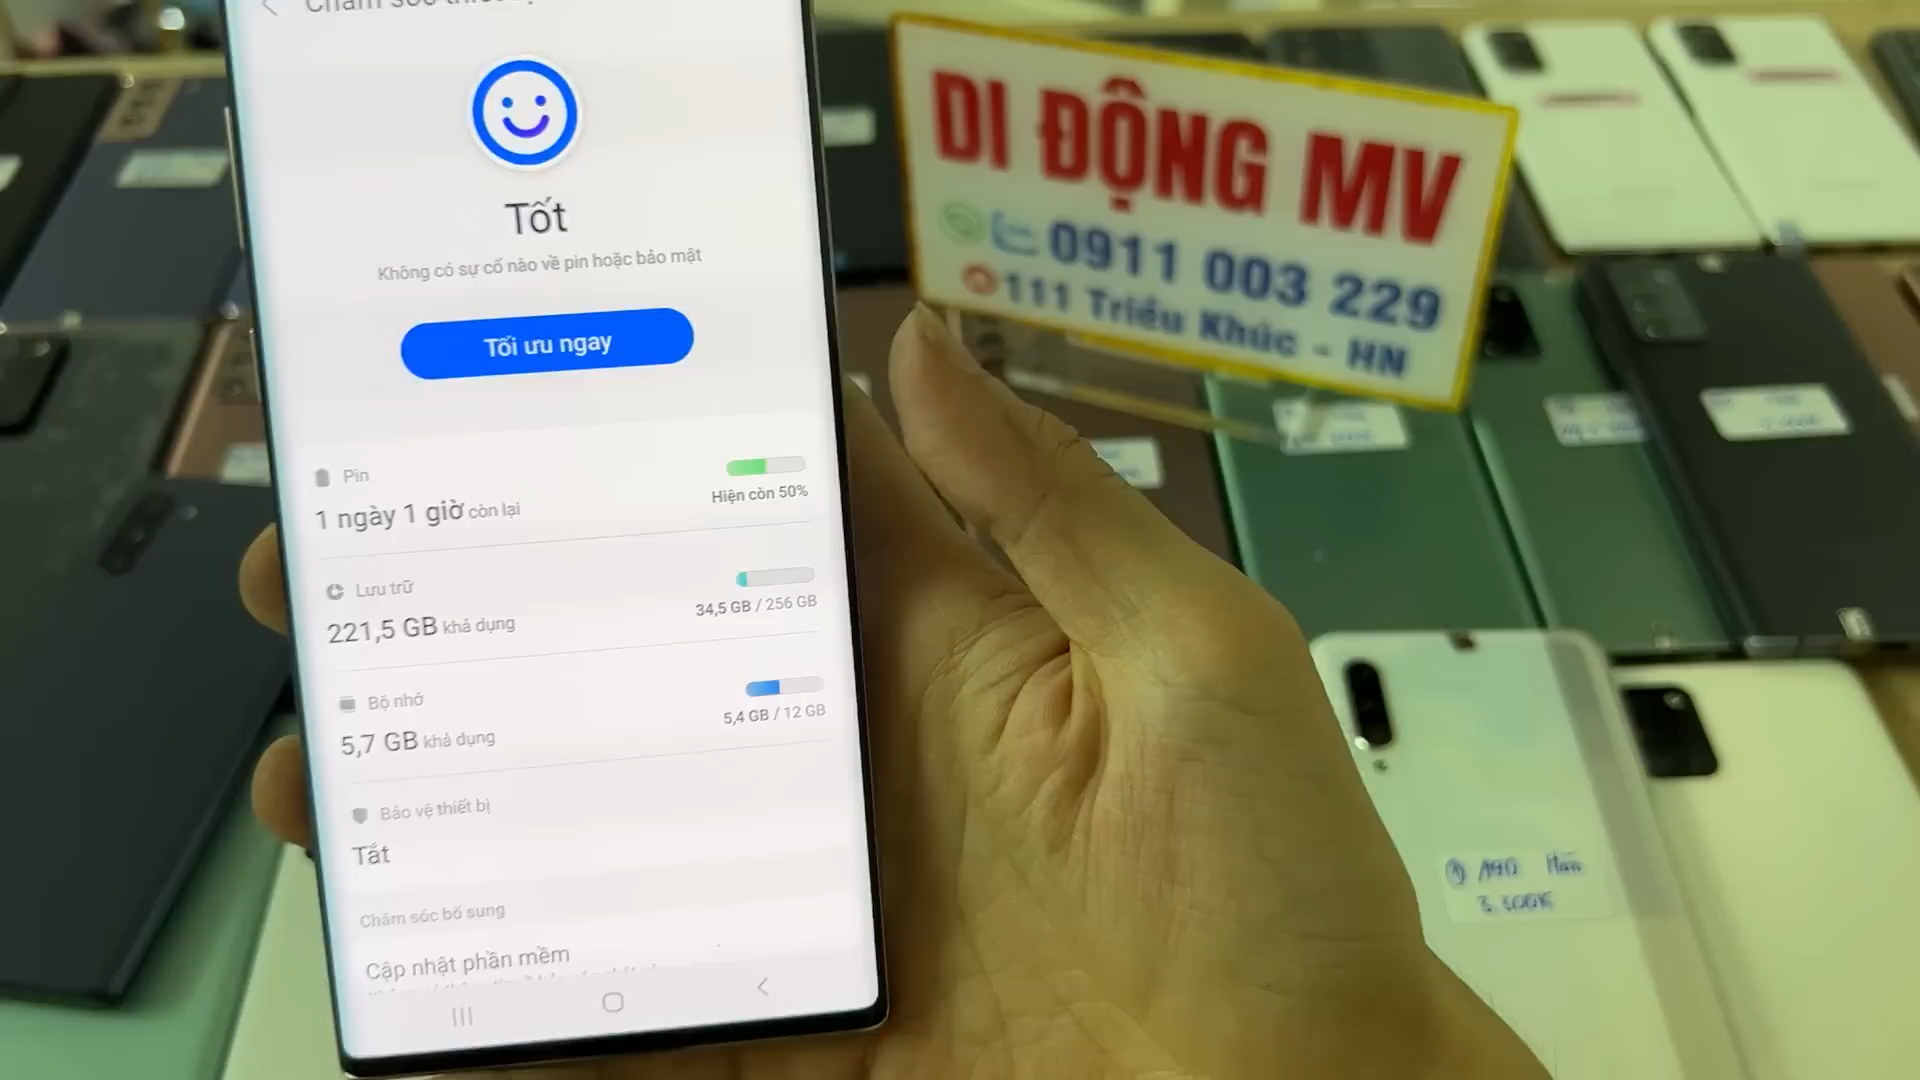 Tốt
Không có sự cố nào về pin hoặc bảo mật
Tối ưu ngay
Pin
1 ngày 1 giờ còn lại
Hiện còn 50%
Lưu trữ
221,5 GB khả dụng
34,5 GB / 256 GB
Bộ nhớ
5,7 GB khả dụng
5,4 GB / 12 GB
Bảo vệ thiết bị
Tắt
Chăm sóc bổ sung
Cập nhật phần mềm
DI ĐỘNG MV
0911 003 229
111 Triều Khúc - HN
A90